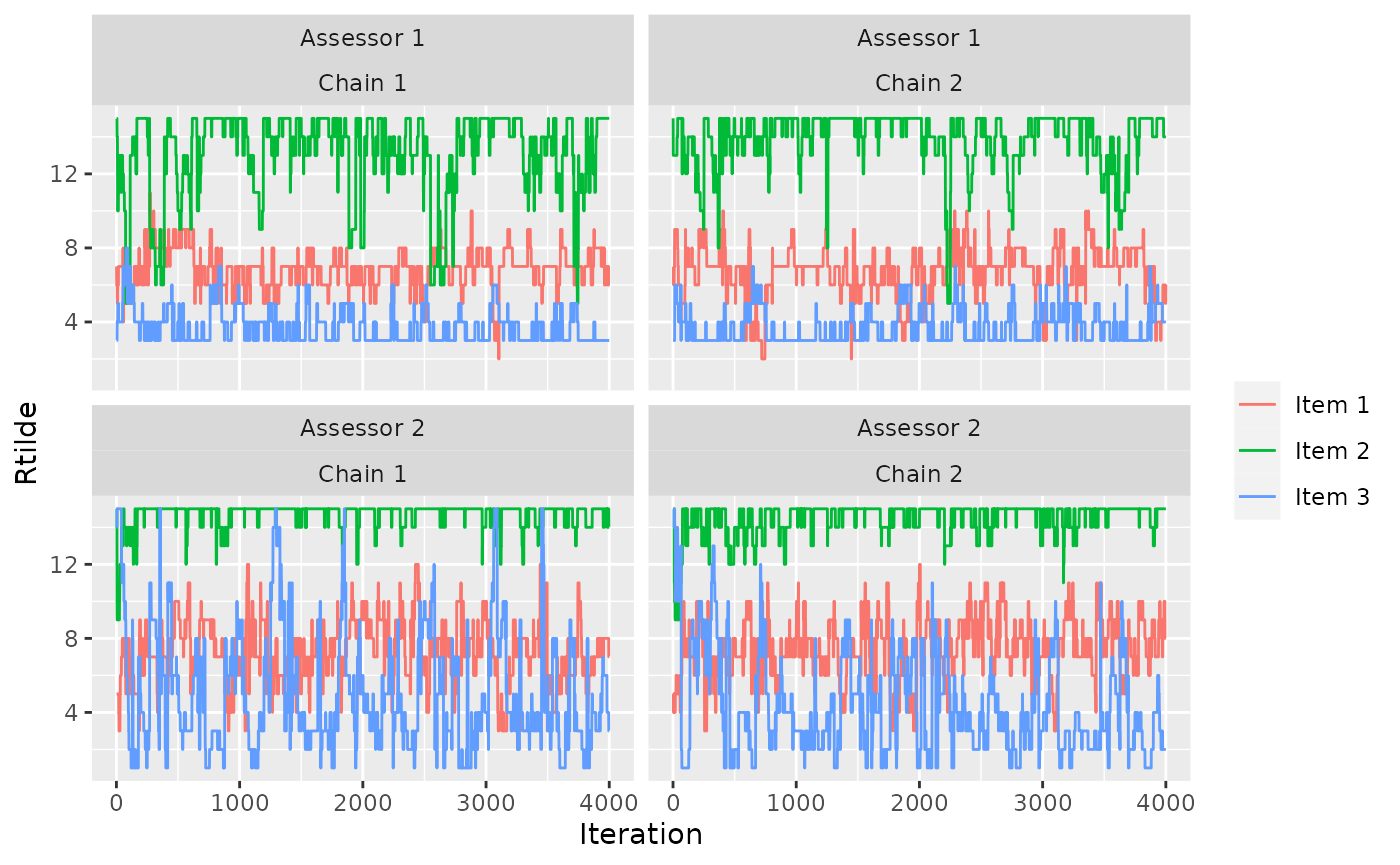 Assessor 1
Assessor 1
Chain 1
Chain 2
12
8
4
Assessor 2
Assessor 2
Chain 1
Chain 2
12
8
4
0 1000 2000 3000 4000
0 1000 2000 3000 4000
Iteration
Rtilde
Item 1
Item 2
Item 3